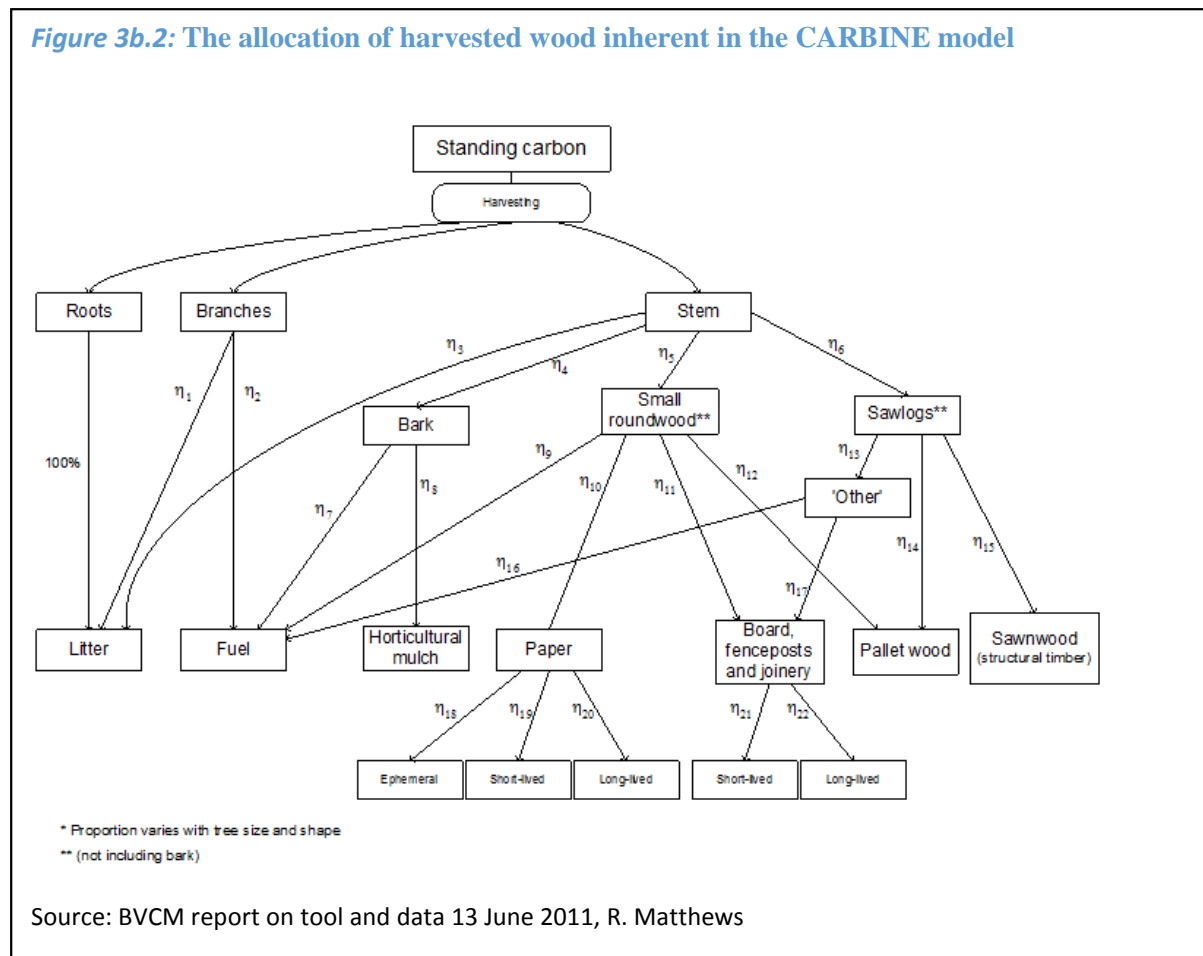 Figure 3b.2: The allocation of harvested wood inherent in the CARBINE model
Standing carbon
Harvesting
Roots
Branches
Stem
η3
η4
η5
η6
η1
η2
Small
roundwood**
Sawlogs**
Bark
100%
η9
η13
η12
η8
η10
η11
'Other'
η7
η14
η15
η16
η17
Litter
Fuel
Horticultural
mulch
Paper
Board,
fenceposts
and joinery
Pallet wood
Sawnwood
(structural timber)
η18
η19
η20
η21
η22
Ephemeral
Short-lived
Long-lived
Short-lived
Long-lived
* Proportion varies with tree size and shape
** (not including bark)
Source: BVCM report on tool and data 13 June 2011, R. Matthews